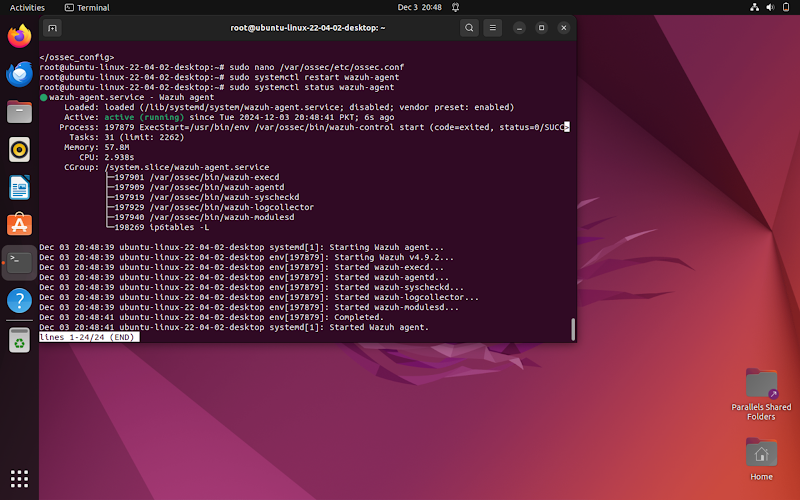 Activities
Terminal
Dec 3 20:48
root@ubuntu-linux-22-04-02-desktop: ~
</ossec_config>
root@ubuntu-linux-22-04-02-desktop:~# sudo nano /var/ossec/etc/ossec.conf
root@ubuntu-linux-22-04-02-desktop:~# sudo systemctl restart wazuh-agent
root@ubuntu-linux-22-04-02-desktop:~# sudo systemctl status wazuh-agent
● wazuh-agent.service - Wazuh agent
Loaded: loaded (/lib/systemd/system/wazuh-agent.service; disabled; vendor preset: enabled)
Active: active (running) since Tue 2024-12-03 20:48:41 PKT; 6s ago
Process: 197879 ExecStart=/usr/bin/env /var/ossec/bin/wazuh-control start (code=exited, status=0/SUCC>
Tasks: 31 (limit: 2262)
Memory: 57.8M
CPU: 2.938s
CGroup: /system.slice/wazuh-agent.service
├─197901 /var/ossec/bin/wazuh-execd
├─197909 /var/ossec/bin/wazuh-agentd
├─197919 /var/ossec/bin/wazuh-syscheckd
├─197929 /var/ossec/bin/wazuh-logcollector
├─197940 /var/ossec/bin/wazuh-modulesd
└─198269 ip6tables -L
Dec 03 20:48:39 ubuntu-linux-22-04-02-desktop systemd[1]: Starting Wazuh agent...
Dec 03 20:48:39 ubuntu-linux-22-04-02-desktop env[197879]: Starting Wazuh v4.9.2...
Dec 03 20:48:39 ubuntu-linux-22-04-02-desktop env[197879]: Started wazuh-execd...
Dec 03 20:48:39 ubuntu-linux-22-04-02-desktop env[197879]: Started wazuh-agentd...
Dec 03 20:48:39 ubuntu-linux-22-04-02-desktop env[197879]: Started wazuh-syscheckd...
Dec 03 20:48:39 ubuntu-linux-22-04-02-desktop env[197879]: Started wazuh-logcollector...
Dec 03 20:48:39 ubuntu-linux-22-04-02-desktop env[197879]: Started wazuh-modulesd...
Dec 03 20:48:41 ubuntu-linux-22-04-02-desktop env[197879]: Completed.
Dec 03 20:48:41 ubuntu-linux-22-04-02-desktop systemd[1]: Started Wazuh agent.
lines 1-24/24 (END)
Parallels Shared
Folders
Home